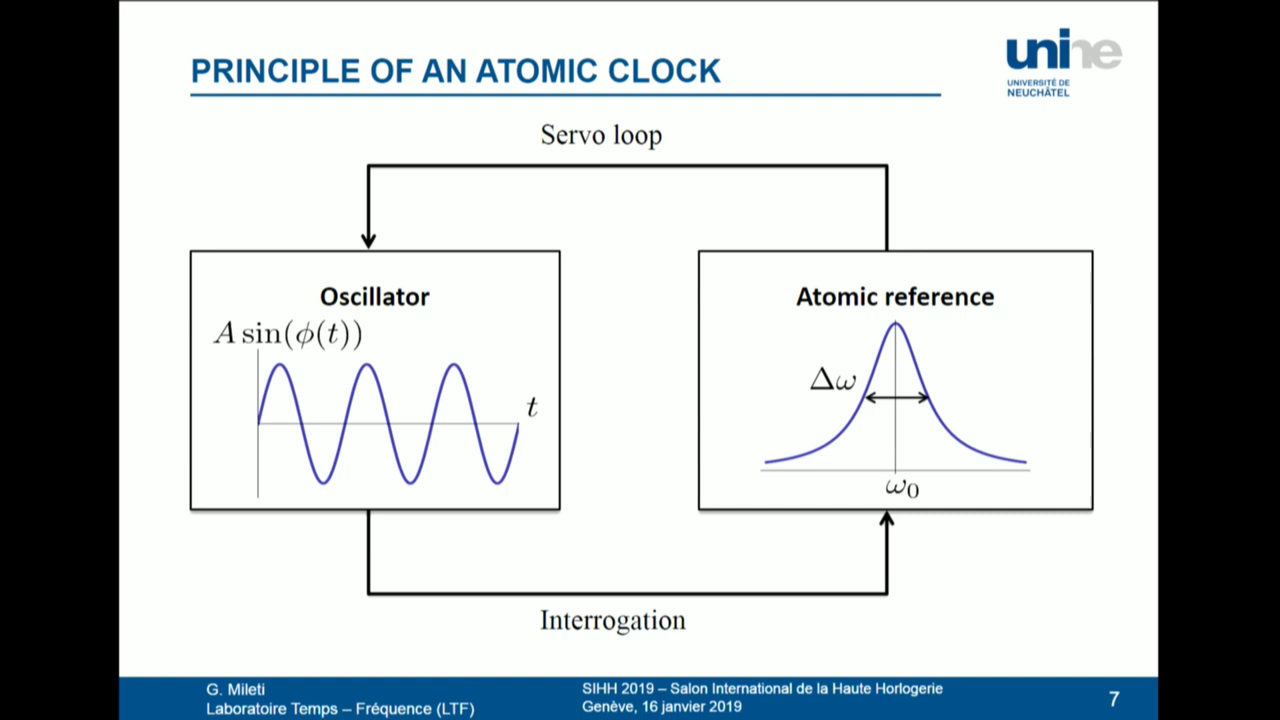 PRINCIPLE OF AN ATOMIC CLOCK
unine
UNIVERSITÉ DE
NEUCHÂTEL
Servo loop
Oscillator
A sin(ϕ(t))
t
Atomic reference
Δω
ω₀
Interrogation
G. Mileti
Laboratoire Temps – Fréquence (LTF)
SIHH 2019 – Salon International de la Haute Horlogerie
Genève, 16 janvier 2019
7